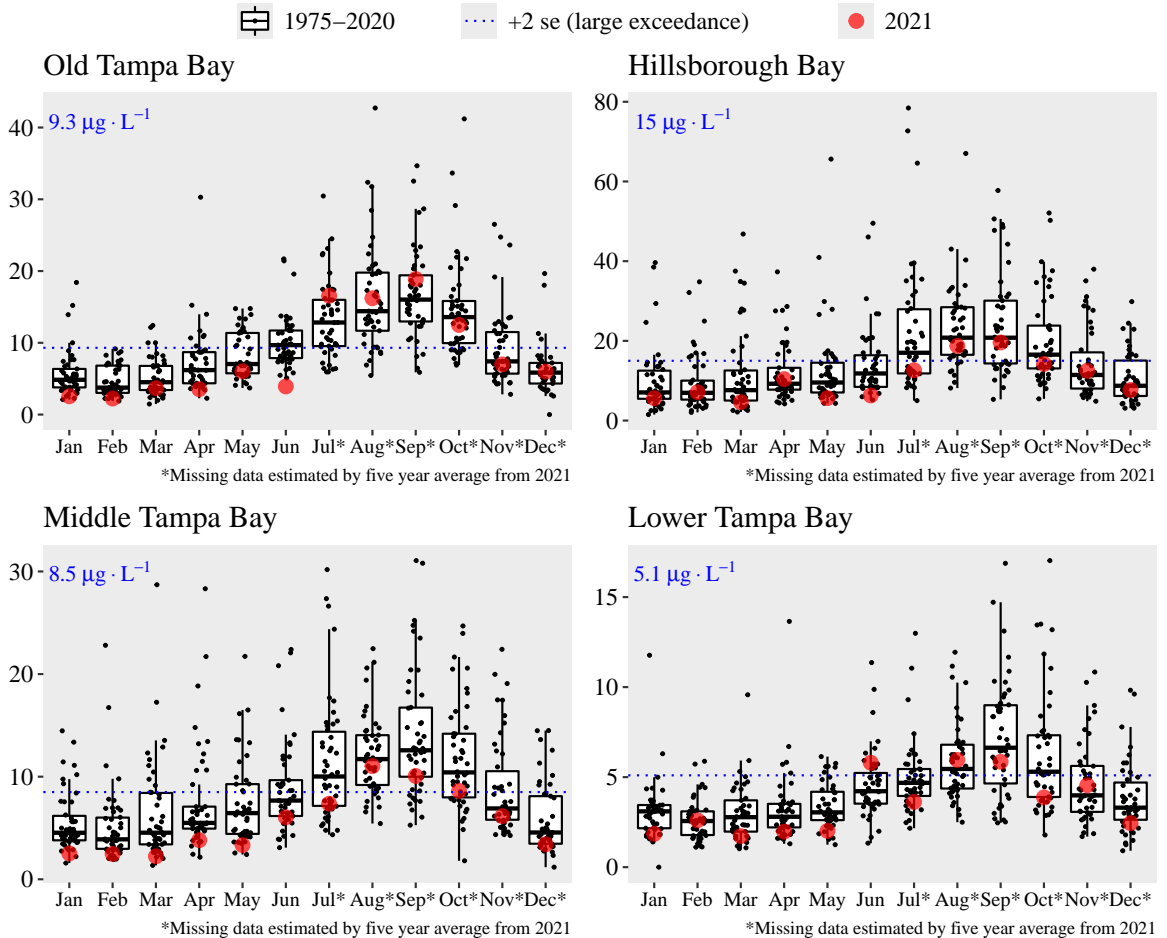 1975−2020 +2 se (large exceedance) 2021
Old Tampa Bay
9.3 μg · L⁻¹
40
30
20
10
0
Jan Feb Mar Apr May Jun Jul* Aug* Sep* Oct* Nov* Dec*
*Missing data estimated by five year average from 2021
Hillsborough Bay
15 μg · L⁻¹
80
60
40
20
0
Jan Feb Mar Apr May Jun Jul* Aug* Sep* Oct* Nov* Dec*
*Missing data estimated by five year average from 2021
Middle Tampa Bay
8.5 μg · L⁻¹
30
20
10
0
Jan Feb Mar Apr May Jun Jul* Aug* Sep* Oct* Nov* Dec*
*Missing data estimated by five year average from 2021
Lower Tampa Bay
5.1 μg · L⁻¹
15
10
5
0
Jan Feb Mar Apr May Jun Jul* Aug* Sep* Oct* Nov* Dec*
*Missing data estimated by five year average from 2021